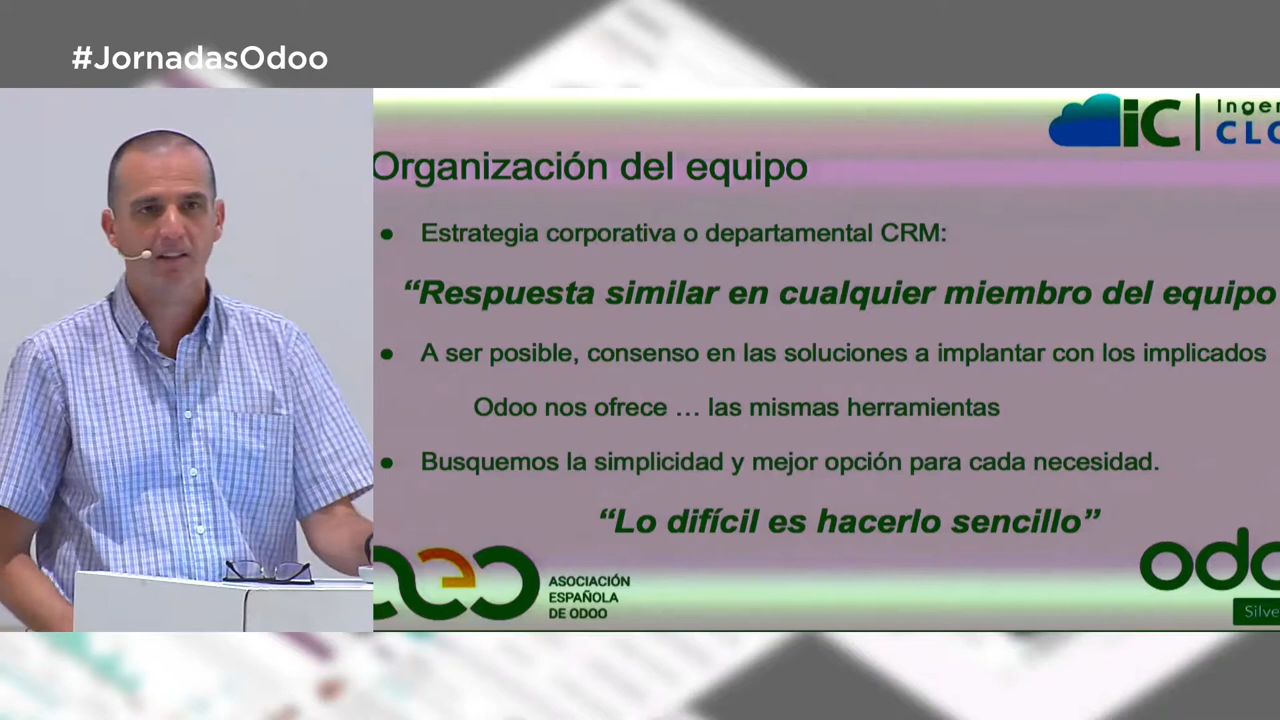 #JornadasOdoo
iC
Organización del equipo
● Estrategia corporativa o departamental CRM:
“Respuesta similar en cualquier miembro del equipo
● A ser posible, consenso en las soluciones a implantar con los implicados
Odoo nos ofrece … las mismas herramientas
● Busquemos la simplicidad y mejor opción para cada necesidad.
“Lo difícil es hacerlo sencillo”
aeo
ASOCIACIÓN
ESPAÑOLA
DE ODOO